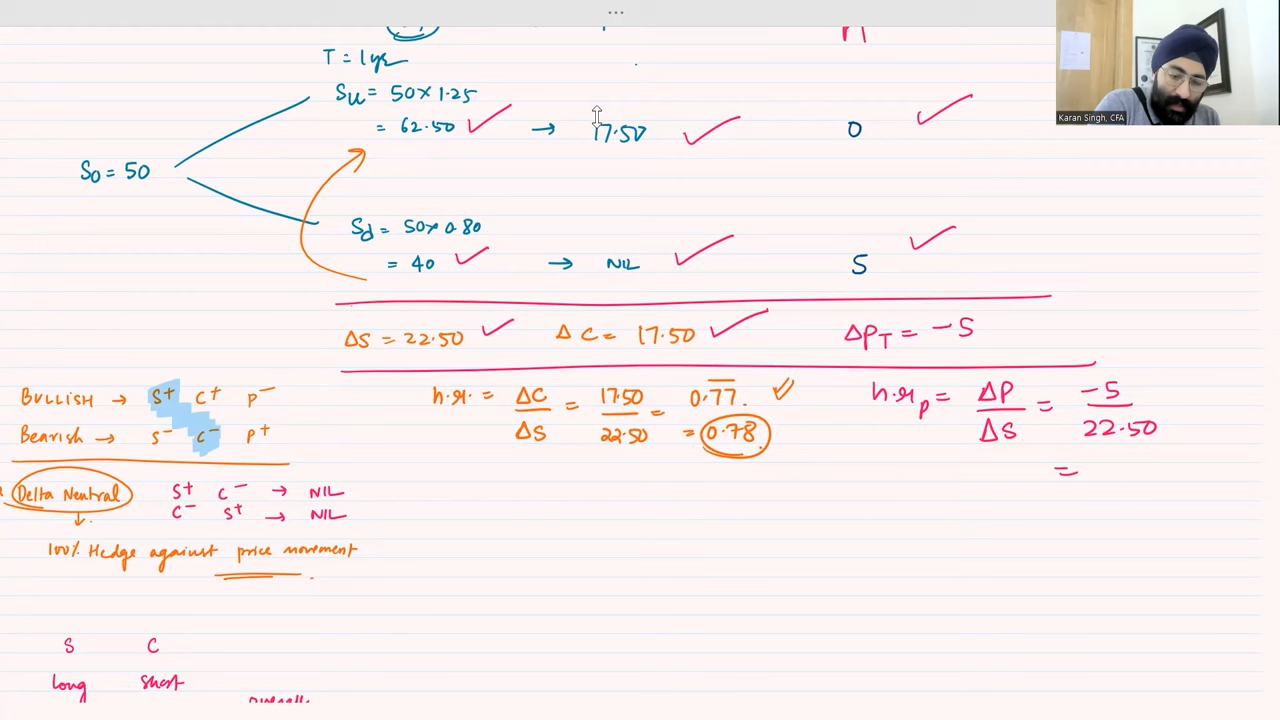 Karan Singh, CFA
T = 1yr
Su = 50 × 1.25
= 62.50 → 17.50 0
S0 = 50
Sd = 50 × 0.80
= 40 → NIL 5
ΔS = 22.50 ΔC = 17.50 ΔPT = -5
BULLISH → S+ C+ P-
Bearish → S- C- P+
h.r. = ΔC/ΔS = 17.50/22.50 = 0.77
= 0.78
h.rp = ΔP/ΔS = -5/22.50
=
Delta Neutral S+ C- → NIL
C- S+ → NIL
100% Hedge against price movement.
S C
long short